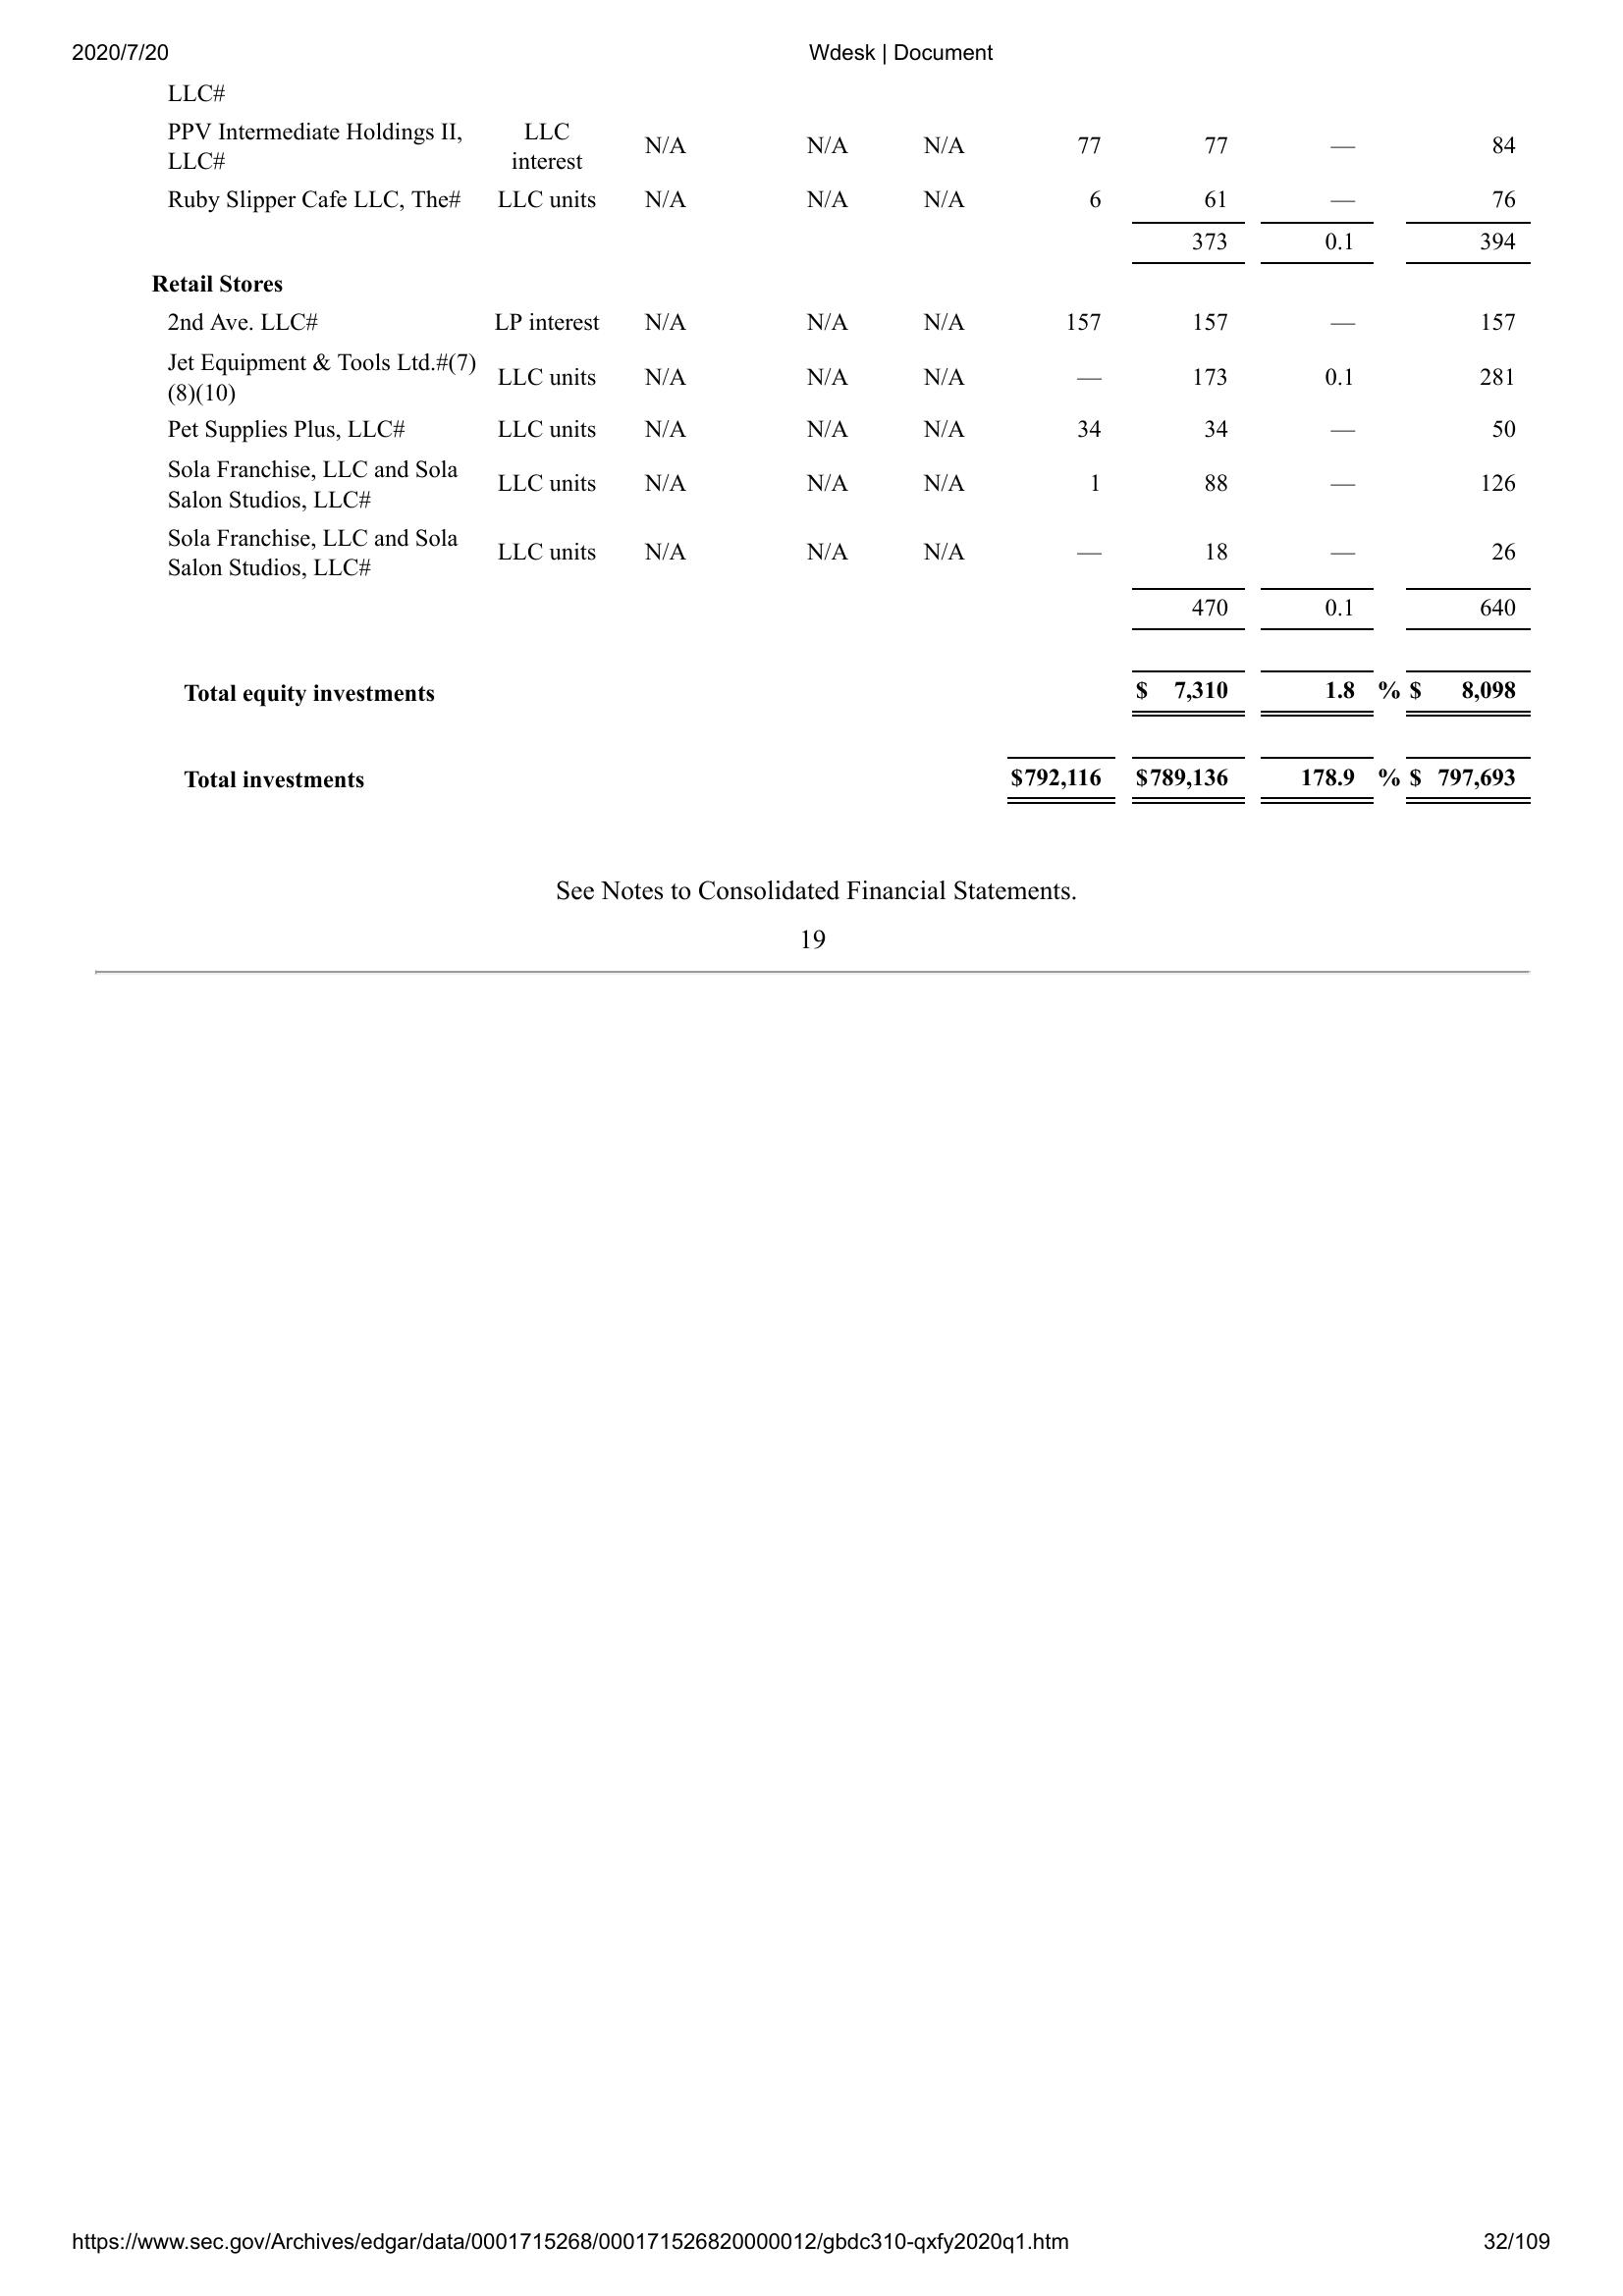 2020/7/20 Wdesk | Document
LLC#
PPV Intermediate Holdings II, LLC# LLC interest N/A N/A N/A 77 77 — 84
Ruby Slipper Cafe LLC, The# LLC units N/A N/A N/A 6 61 — 76
373 0.1 394
Retail Stores
2nd Ave. LLC# LP interest N/A N/A N/A 157 157 — 157
Jet Equipment & Tools Ltd.#(7)(8)(10) LLC units N/A N/A N/A — 173 0.1 281
Pet Supplies Plus, LLC# LLC units N/A N/A N/A 34 34 — 50
Sola Franchise, LLC and Sola Salon Studios, LLC# LLC units N/A N/A N/A 1 88 — 126
Sola Franchise, LLC and Sola Salon Studios, LLC# LLC units N/A N/A N/A — 18 — 26
470 0.1 640
Total equity investments $ 7,310 1.8 % $ 8,098
Total investments $792,116 $789,136 178.9 % $ 797,693
See Notes to Consolidated Financial Statements.
19
https://www.sec.gov/Archives/edgar/data/0001715268/000171526820000012/gbdc310-qxfy2020q1.htm 32/109